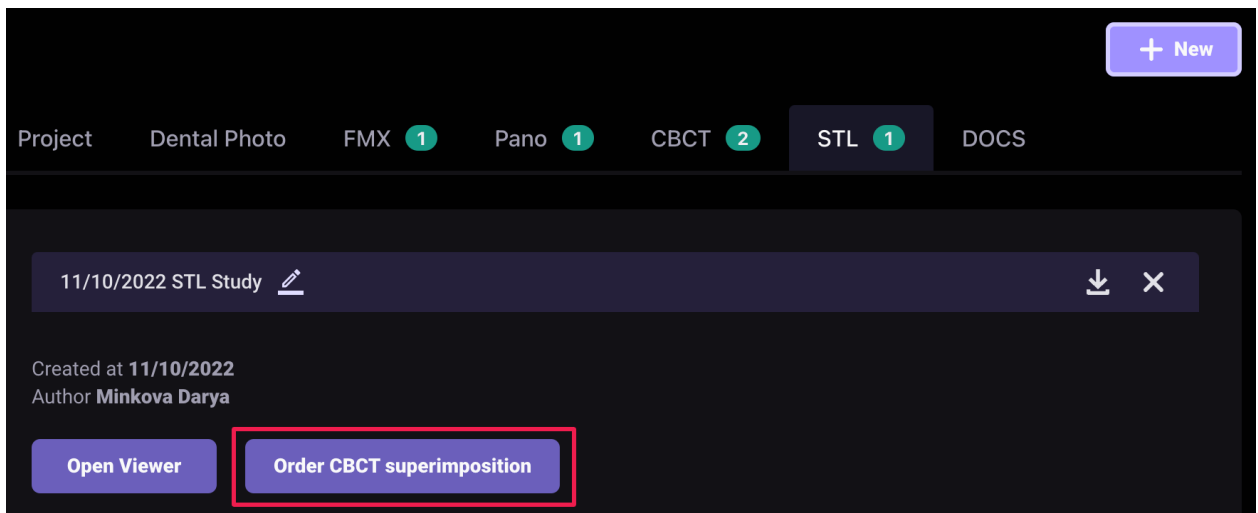 + New
Project Dental Photo FMX 1 Pano 1 CBCT 2 STL 1 DOCS
11/10/2022 STL Study
Created at 11/10/2022
Author Minkova Darya
Open Viewer Order CBCT superimposition